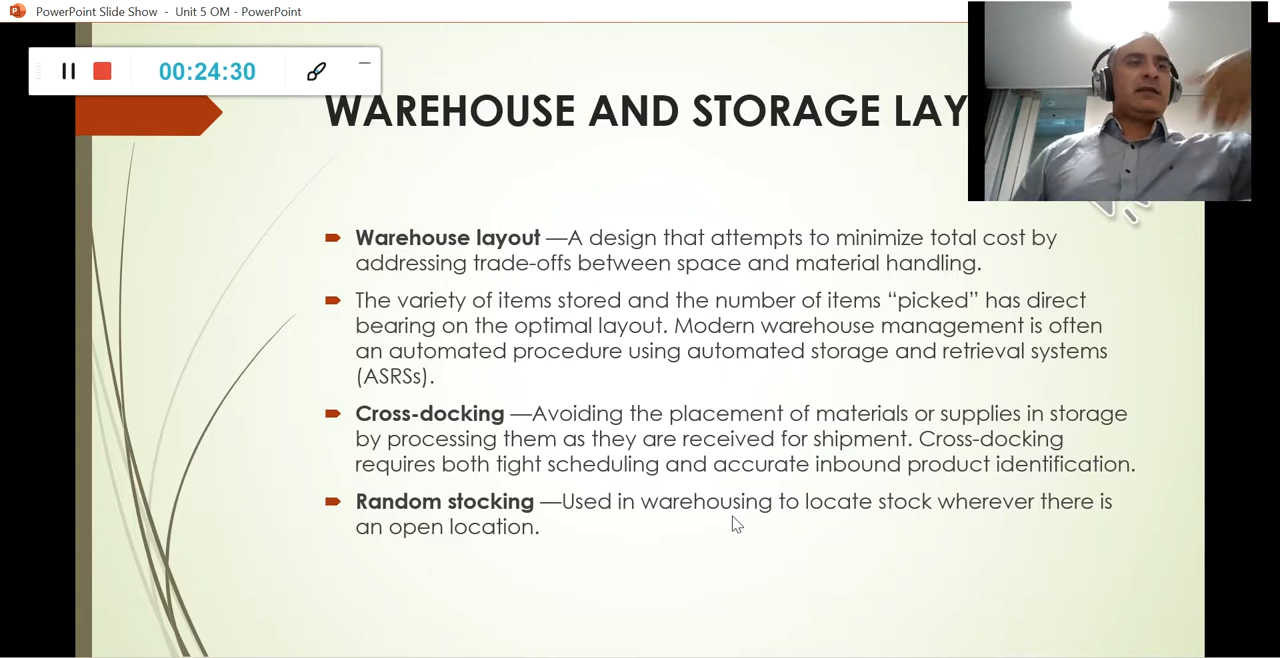 PowerPoint Slide Show - Unit 5 OM - PowerPoint
00:24:30
WAREHOUSE AND STORAGE LAY
Warehouse layout —A design that attempts to minimize total cost by
addressing trade-offs between space and material handling.
The variety of items stored and the number of items “picked” has direct
bearing on the optimal layout. Modern warehouse management is often
an automated procedure using automated storage and retrieval systems
(ASRSs).
Cross-docking —Avoiding the placement of materials or supplies in storage
by processing them as they are received for shipment. Cross-docking
requires both tight scheduling and accurate inbound product identification.
Random stocking —Used in warehousing to locate stock wherever there is
an open location.